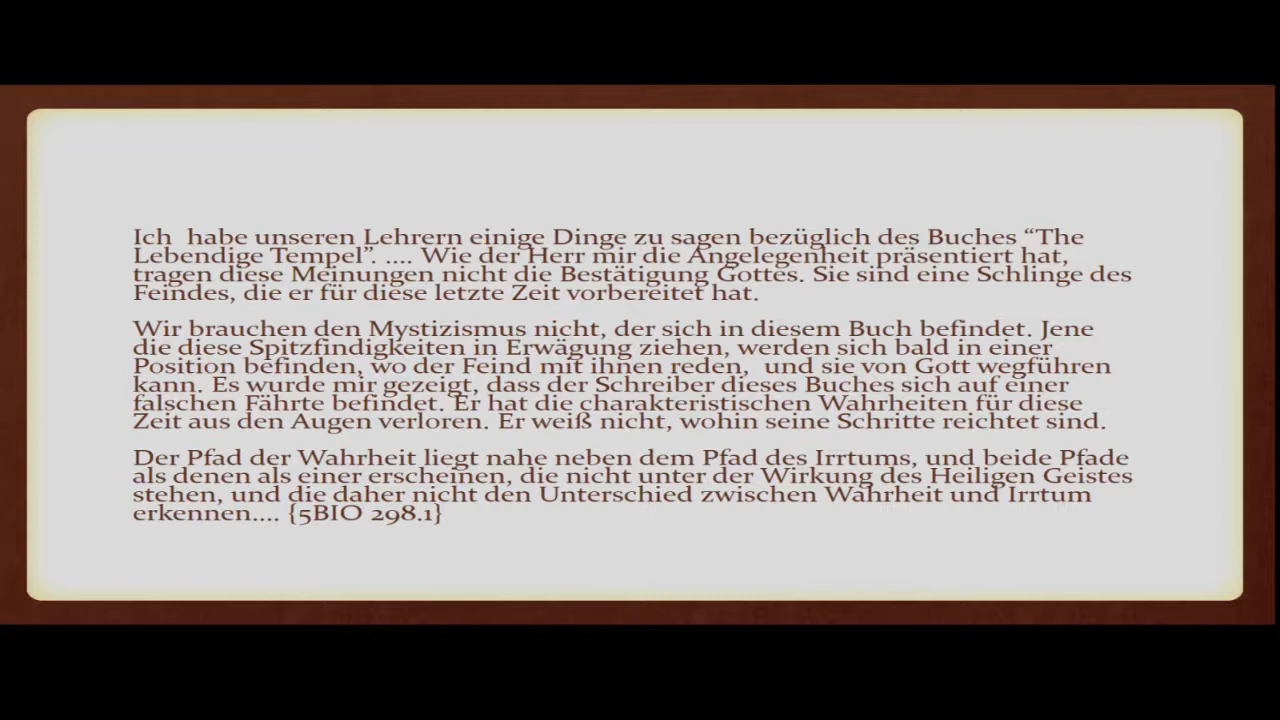 Ich  habe unseren Lehrern einige Dinge zu sagen bezüglich des Buches “The
Lebendige Tempel”. .... Wie der Herr mir die Angelegenheit präsentiert hat,
tragen diese Meinungen nicht die Bestätigung Gottes. Sie sind eine Schlinge des
Feindes, die er für diese letzte Zeit vorbereitet hat.
Wir brauchen den Mystizismus nicht, der sich in diesem Buch befindet. Jene
die diese Spitzfindigkeiten in Erwägung ziehen, werden sich bald in einer
Position befinden, wo der Feind mit ihnen reden,  und sie von Gott wegführen
kann. Es wurde mir gezeigt, dass der Schreiber dieses Buches sich auf einer
falschen Fährte befindet. Er hat die charakteristischen Wahrheiten für diese
Zeit aus den Augen verloren. Er weiß nicht, wohin seine Schritte reichtet sind.
Der Pfad der Wahrheit liegt nahe neben dem Pfad des Irrtums, und beide Pfade
als denen als einer erscheinen, die nicht unter der Wirkung des Heiligen Geistes
stehen, und die daher nicht den Unterschied zwischen Wahrheit und Irrtum
erkennen.... {5BIO 298.1}